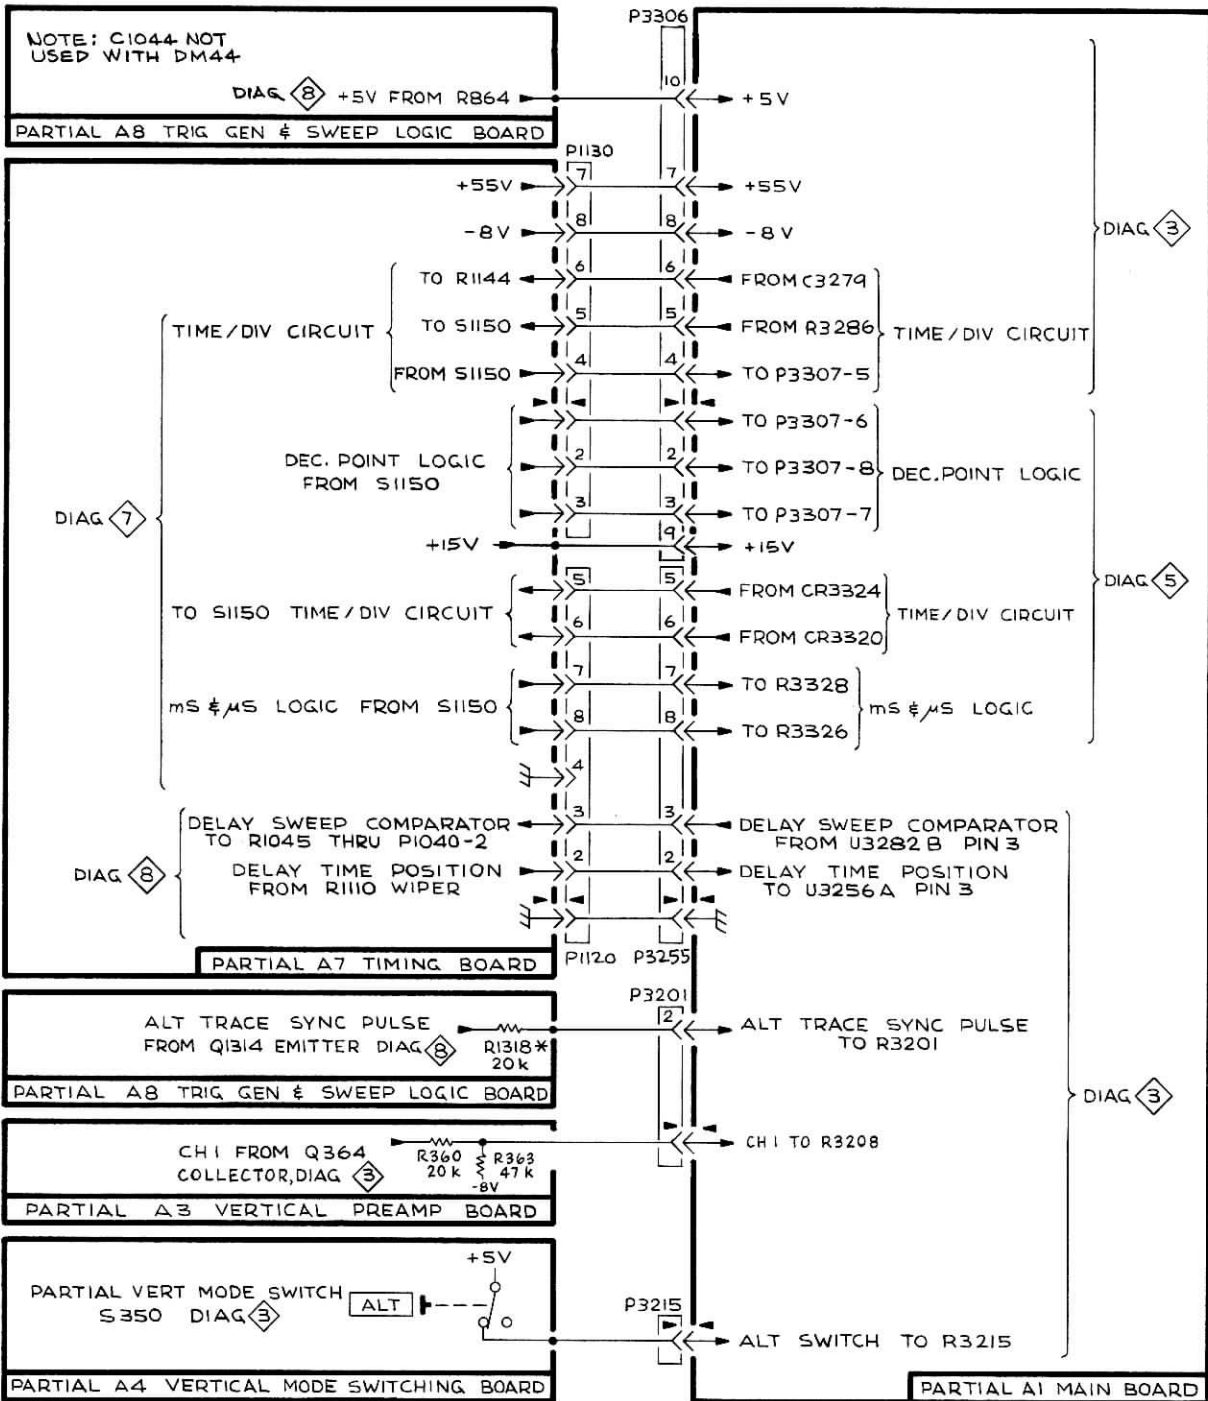 P3306
NOTE: C1044 NOT
USED WITH DM44
DIAG 8 +5V FROM R864
10
+5V
PARTIAL A8 TRIG GEN & SWEEP LOGIC BOARD
P1130
+55V 7 7 +55V
-8V 8 8 -8V
DIAG 3
TO R1144 6 6 FROM C3279
TIME/DIV CIRCUIT
TO S1150 5 5 FROM R3286
TIME/DIV CIRCUIT
FROM S1150 4 4 TO P3307-5
TO P3307-6
DEC. POINT LOGIC
FROM S1150
2 2 TO P3307-8
DEC. POINT LOGIC
DIAG 7
3 3 TO P3307-7
+15V 9 +15V
DIAG 5
5 5 FROM CR3324
TO S1150 TIME/DIV CIRCUIT
TIME/DIV CIRCUIT
6 6 FROM CR3320
7 7 TO R3328
mS & µS LOGIC FROM S1150
mS & µS LOGIC
8 8 TO R3326
4
DELAY SWEEP COMPARATOR
TO R1045 THRU P1040-2
3 3
DELAY SWEEP COMPARATOR
FROM U3282B PIN 3
DIAG 8
DELAY TIME POSITION
FROM R1110 WIPER
2 2
DELAY TIME POSITION
TO U3256A PIN 3
PARTIAL A7 TIMING BOARD
P1120 P3255
P3201
ALT TRACE SYNC PULSE
FROM Q1314 EMITTER DIAG 8
R1318*
20k
2
ALT TRACE SYNC PULSE
TO R3201
PARTIAL A8 TRIG GEN & SWEEP LOGIC BOARD
DIAG 3
CH1 FROM Q364
COLLECTOR, DIAG 3
R360
20k
R363
47k
-8V
CH1 TO R3208
PARTIAL A3 VERTICAL PREAMP BOARD
+5V
PARTIAL VERT MODE SWITCH
S350 DIAG 3
ALT
P3215
ALT SWITCH TO R3215
PARTIAL A4 VERTICAL MODE SWITCHING BOARD
PARTIAL A1 MAIN BOARD